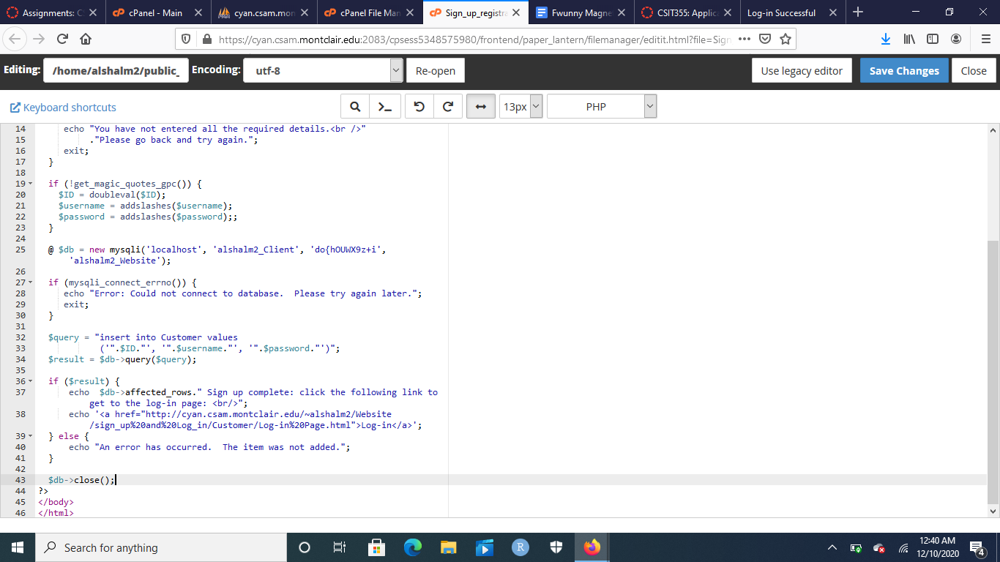 Assignments: CS
cPanel - Main
cyan.csam.mon
cPanel File Man
Sign_up_registra
Fwunny Magne
CSIT355: Applica
Log-in Successful
https://cyan.csam.montclair.edu:2083/cpsess5348575980/frontend/paper_lantern/filemanager/editit.html?file=Sign
Editing: /home/alshalm2/public_ Encoding: utf-8 Re-open Use legacy editor Save Changes Close
Keyboard shortcuts 13px PHP
14 echo "You have not entered all the required details.<br />"
15 ."Please go back and try again.";
16 exit;
17 }
18
19 if (!get_magic_quotes_gpc()) {
20 $ID = doubleval($ID);
21 $username = addslashes($username);
22 $password = addslashes($password);;
23 }
24
25 @ $db = new mysqli('localhost', 'alshalm2_Client', 'do{hOUWX9z+i',
'alshalm2_Website');
26
27 if (mysqli_connect_errno()) {
28 echo "Error: Could not connect to database.  Please try again later.";
29 exit;
30 }
31
32 $query = "insert into Customer values
33 ('".$ID."', '".$username."', '".$password."')";
34 $result = $db->query($query);
35
36 if ($result) {
37 echo  $db->affected_rows." Sign up complete: click the following link to
get to the log-in page: <br/>";
38 echo '<a href="http://cyan.csam.montclair.edu/~alshalm2/Website
/sign_up%20and%20Log_in/Customer/Log-in%20Page.html">Log-in</a>';
39 } else {
40 echo "An error has occurred.  The item was not added.";
41 }
42
43 $db->close();
44 ?>
45 </body>
46 </html>
Search for anything
12:40 AM
12/10/2020
4